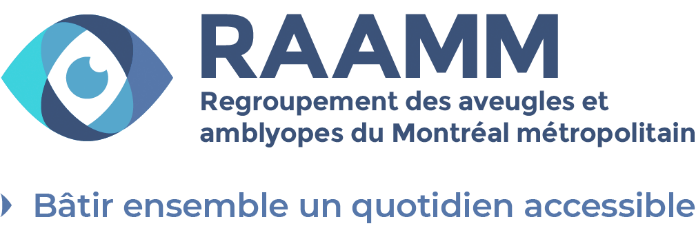 RAAMM
Regroupement des aveugles et
amblyopes du Montréal métropolitain
Bâtir ensemble un quotidien accessible